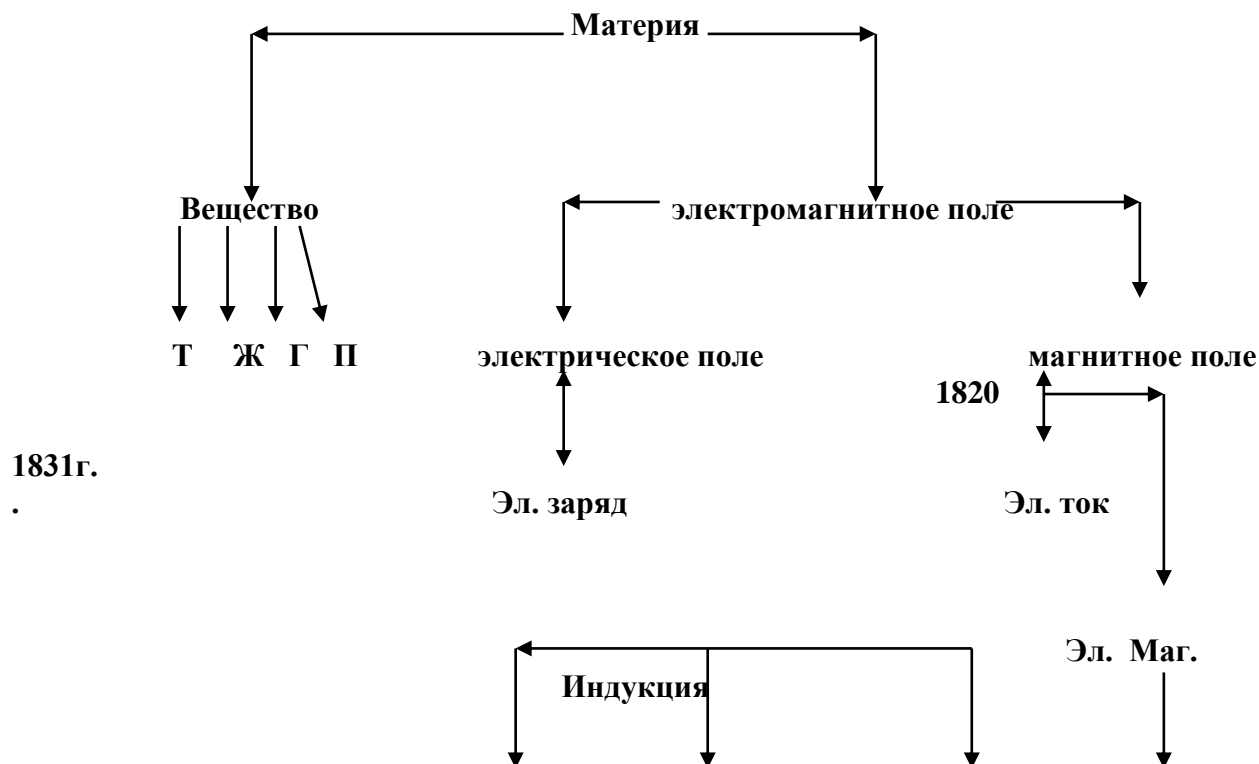 Материя
Вещество
электромагнитное поле
Т Ж Г П
электрическое поле
магнитное поле
1820
1831г.
.
Эл. заряд
Эл. ток
Эл. Маг.
Индукция